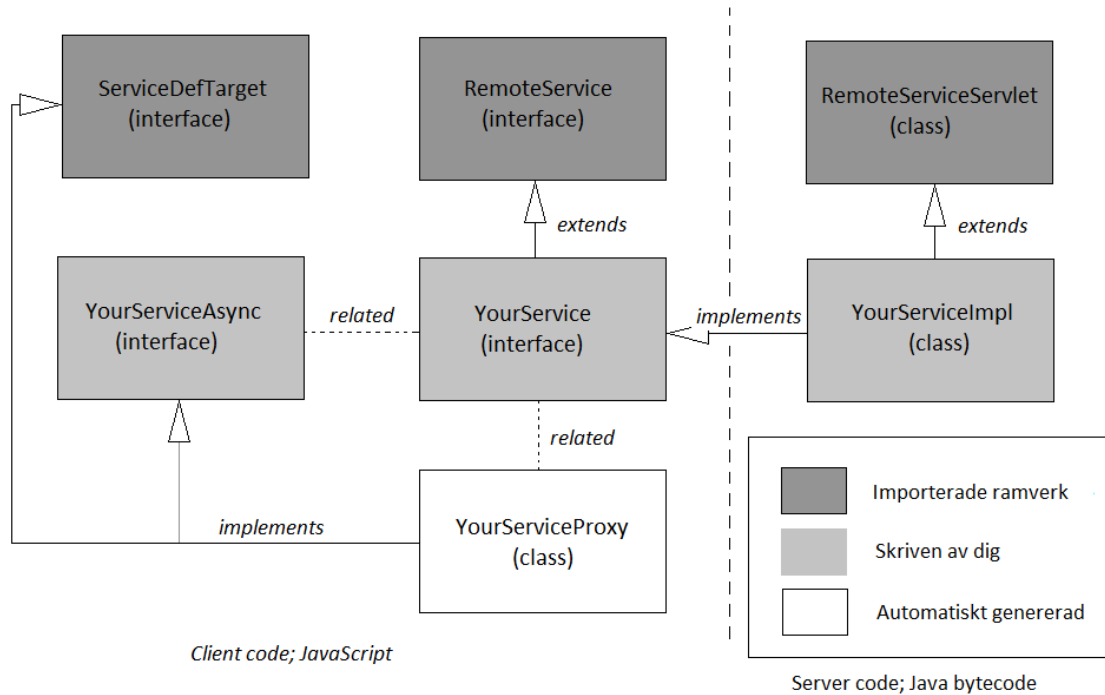 ServiceDefTarget
(interface)
RemoteService
(interface)
RemoteServiceServlet
(class)
extends
extends
YourServiceAsync
(interface)
related
YourService
(interface)
implements
YourServiceImpl
(class)
related
implements
YourServiceProxy
(class)
Importerade ramverk
Skriven av dig
Automatiskt genererad
Client code; JavaScript
Server code; Java bytecode